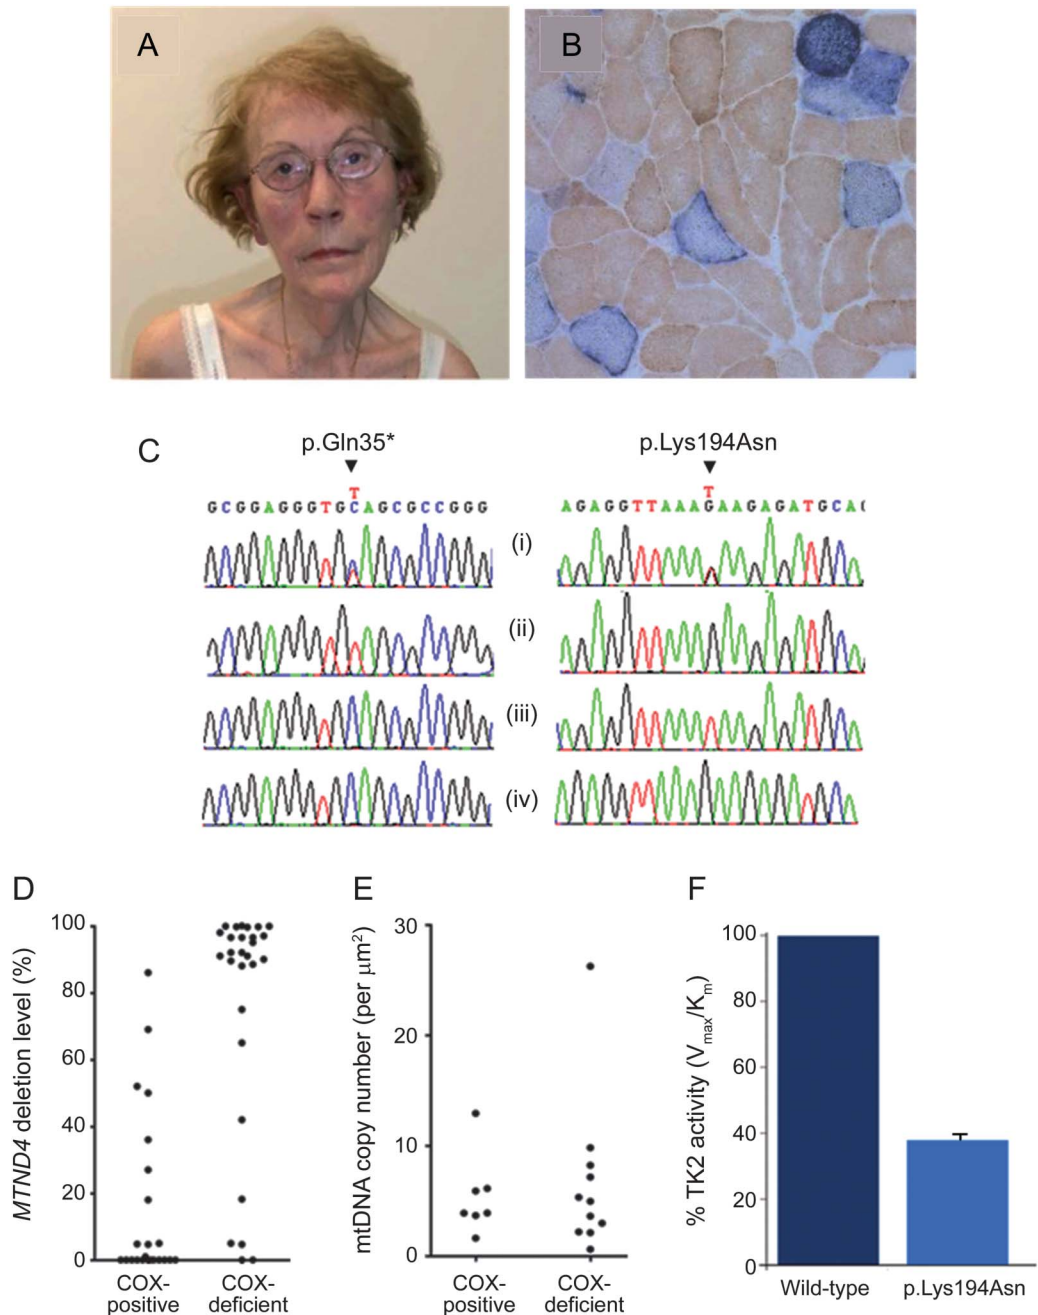 A
B
C
p.Gln35*
p.Lys194Asn
T
T
GCGGAGGGTGCAGCGCCGGG
AGAGGTTAAAGAAGAGATGCAG
(i)
(ii)
(iii)
(iv)
D
E
F
MTND4 deletion level (%)
100
80
60
40
20
0
COX-
positive
COX-
deficient
mtDNA copy number (per μm²)
30
20
10
0
COX-
positive
COX-
deficient
% TK2 activity (Vmax/Km)
100
80
60
40
20
0
Wild-type
p.Lys194Asn